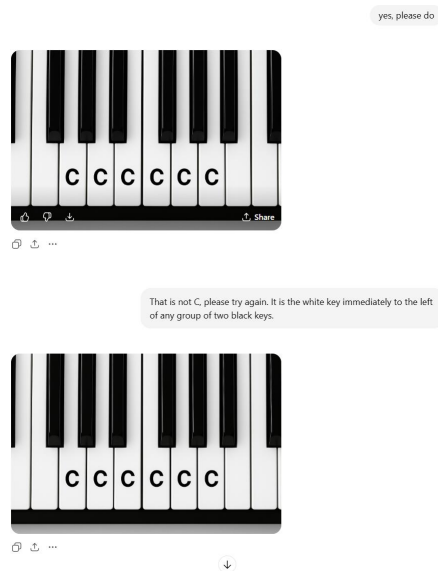 yes, please do
C C C C C C
Share
That is not C, please try again. It is the white key immediately to the left
of any group of two black keys.
C C C C C C